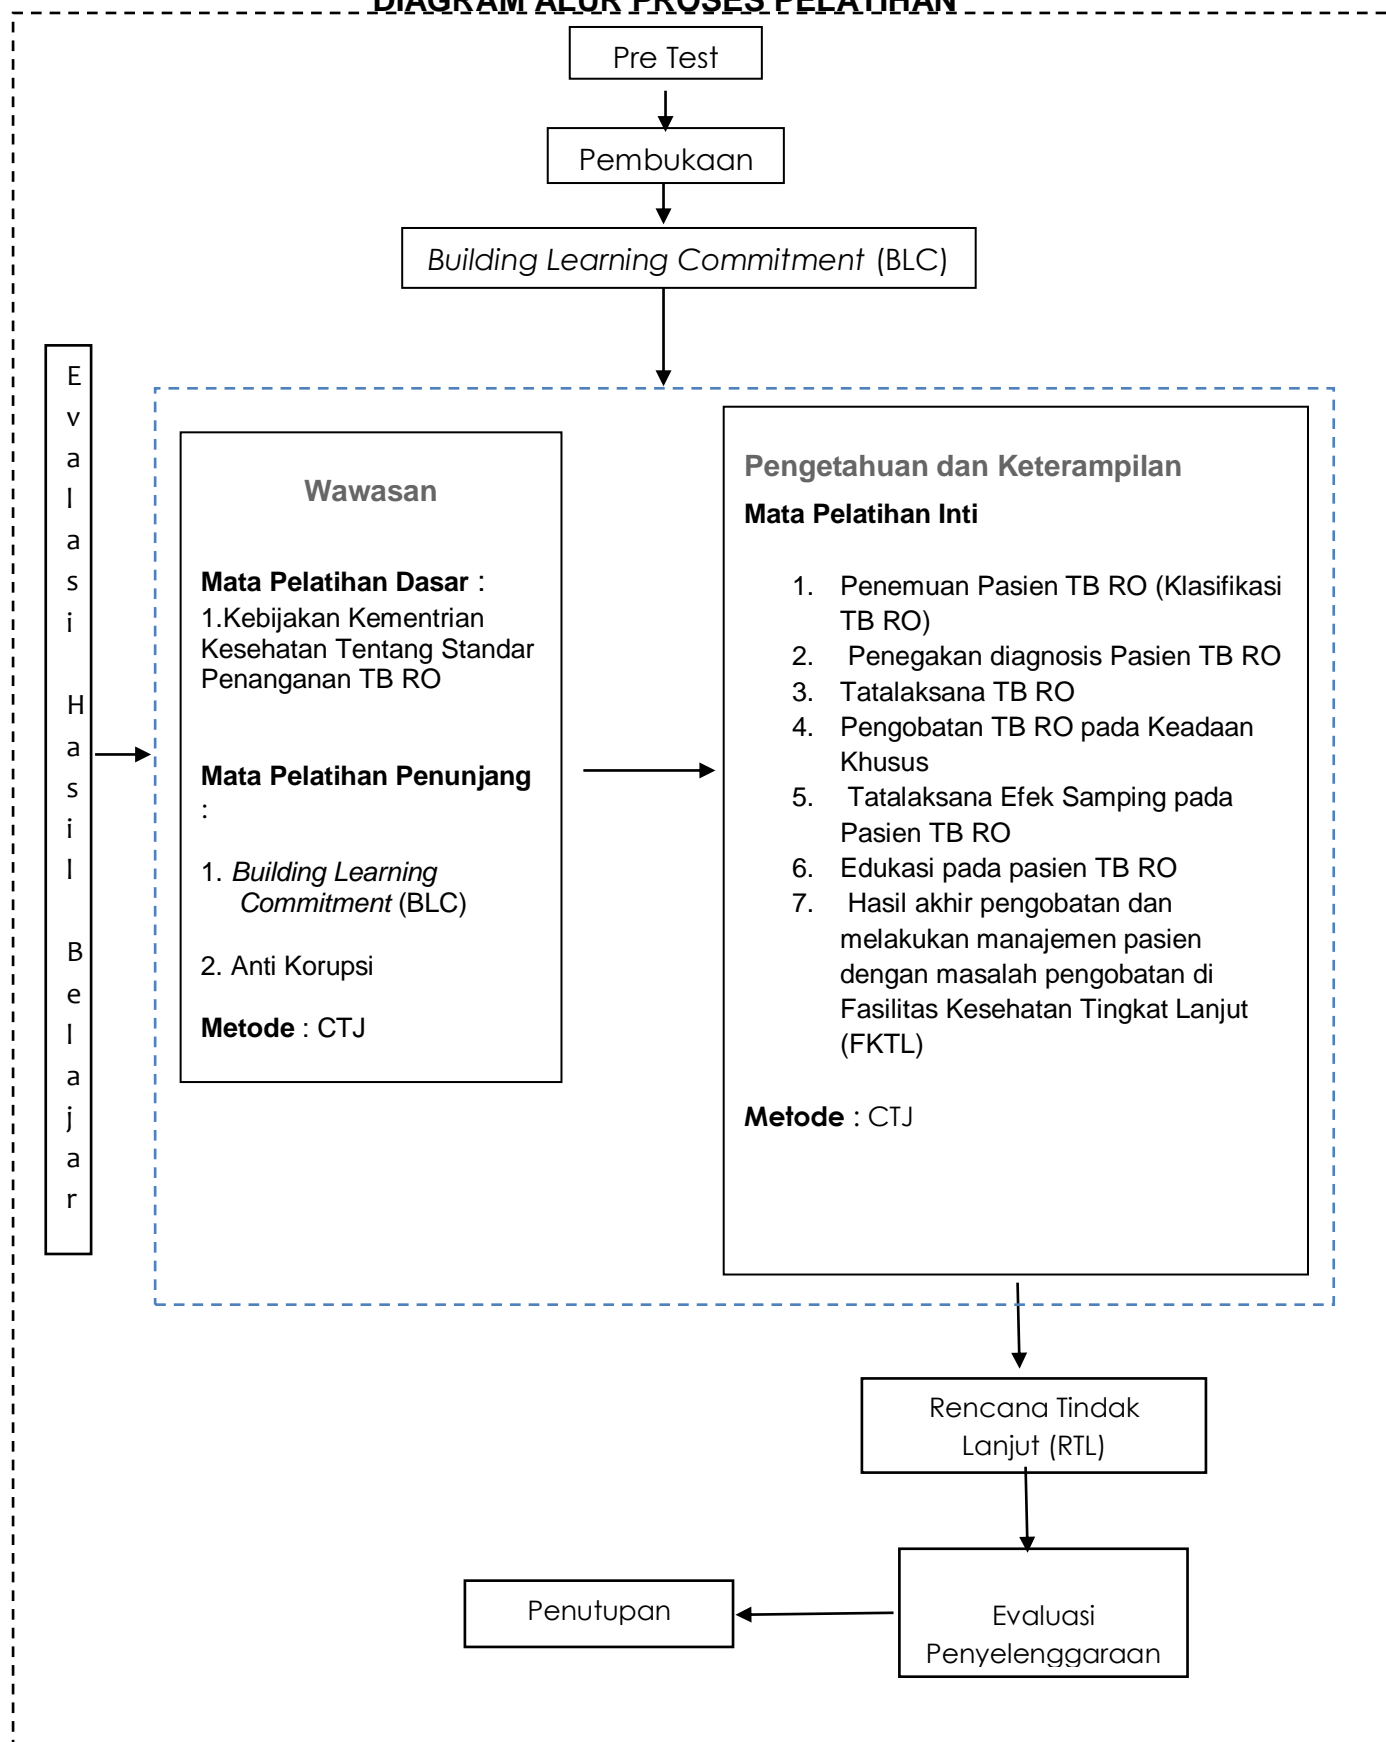 DIAGRAM ALUR PROSES PELATIHAN
Pre Test
Pembukaan
Building Learning Commitment (BLC)
E
v
a
l
a
s
i
H
a
s
i
l
B
e
l
a
j
a
r
Wawasan
Mata Pelatihan Dasar :
1.Kebijakan Kementrian
Kesehatan Tentang Standar
Penanganan TB RO
Mata Pelatihan Penunjang
:
1. Building Learning
Commitment (BLC)
2. Anti Korupsi
Metode : CTJ
Pengetahuan dan Keterampilan
Mata Pelatihan Inti
1. Penemuan Pasien TB RO (Klasifikasi
TB RO)
2. Penegakan diagnosis Pasien TB RO
3. Tatalaksana TB RO
4. Pengobatan TB RO pada Keadaan
Khusus
5. Tatalaksana Efek Samping pada
Pasien TB RO
6. Edukasi pada pasien TB RO
7. Hasil akhir pengobatan dan
melakukan manajemen pasien
dengan masalah pengobatan di
Fasilitas Kesehatan Tingkat Lanjut
(FKTL)
Metode : CTJ
Rencana Tindak
Lanjut (RTL)
Evaluasi
Penyelenggaraan
Penutupan